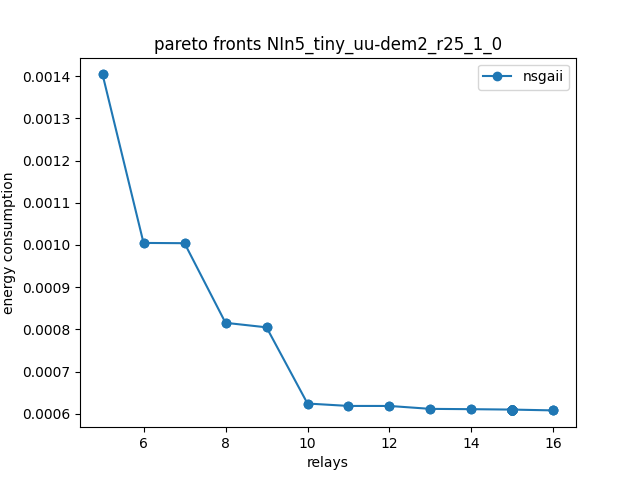 pareto fronts NIn5_tiny_uu-dem2_r25_1_0
nsgaii
energy consumption
0.0014
0.0013
0.0012
0.0011
0.0010
0.0009
0.0008
0.0007
0.0006
6 8 10 12 14 16
relays